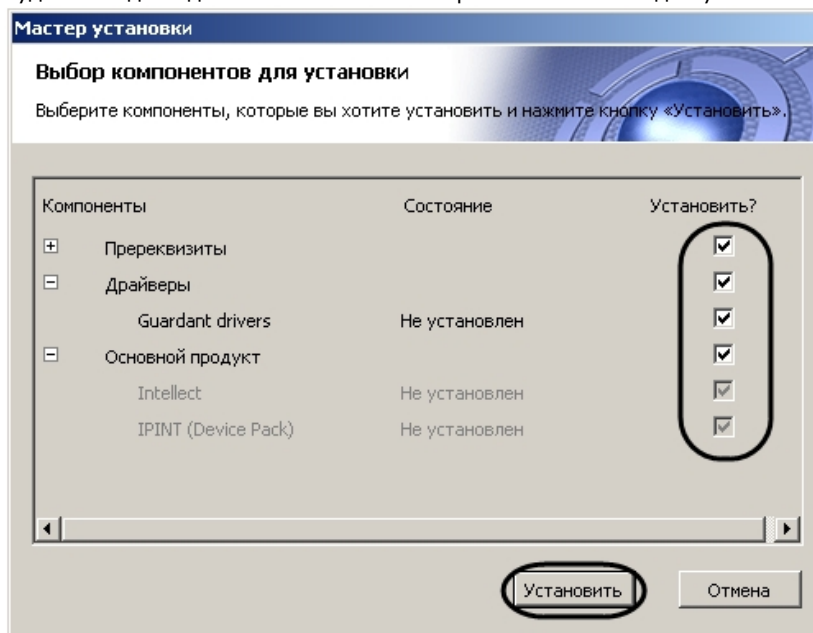 Мастер установки
Выбор компонентов для установки
Выберите компоненты, которые вы хотите установить и нажмите кнопку «Установить».
Компоненты Состояние Установить?
Пререквизиты
Драйверы
Guardant drivers Не установлен
Основной продукт
Intellect Не установлен
IPINT (Device Pack) Не установлен
Установить Отмена